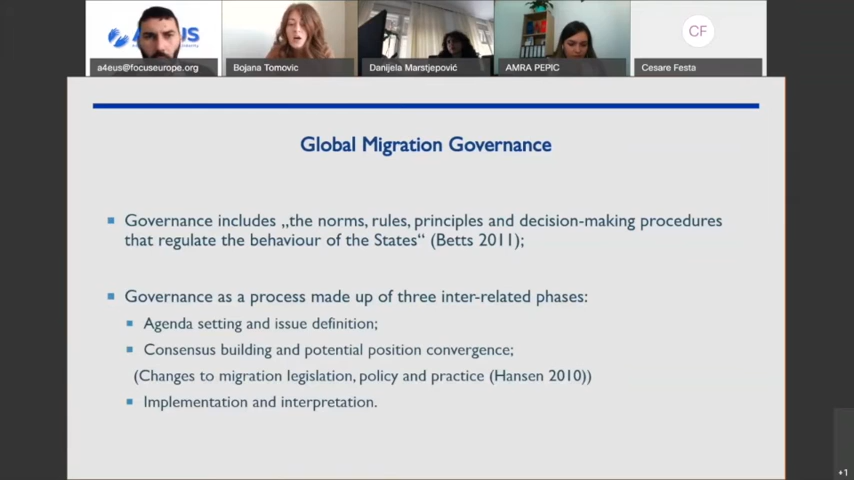 CF
a4eus@focuseurope.org
Bojana Tomovic
Danijela Marstjepović
AMRA PEPIC
Cesare Festa
Global Migration Governance
Governance includes „the norms, rules, principles and decision-making procedures
that regulate the behaviour of the States“ (Betts 2011);
Governance as a process made up of three inter-related phases:
Agenda setting and issue definition;
Consensus building and potential position convergence;
(Changes to migration legislation, policy and practice (Hansen 2010))
Implementation and interpretation.
+1